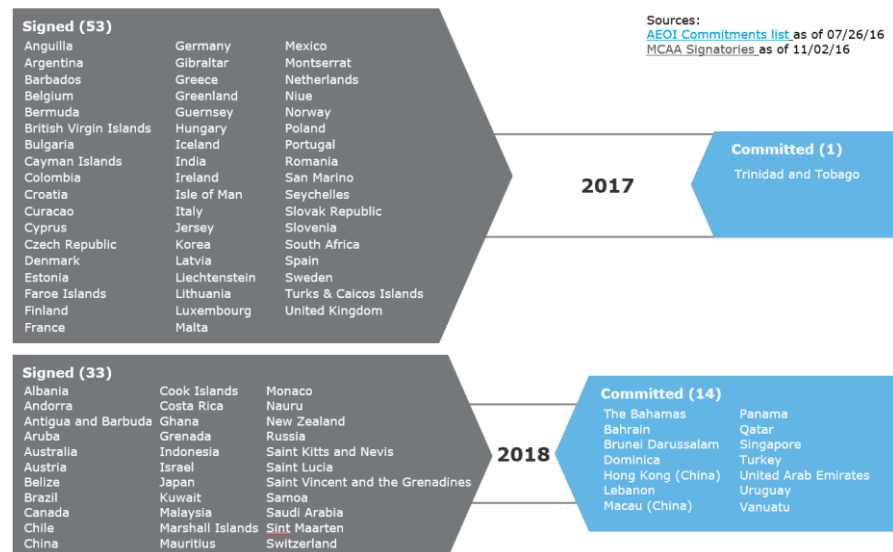 Signed (53)
Anguilla
Argentina
Barbados
Belgium
Bermuda
British Virgin Islands
Bulgaria
Cayman Islands
Colombia
Croatia
Curacao
Cyprus
Czech Republic
Denmark
Estonia
Faroe Islands
Finland
France
Germany
Gibraltar
Greece
Greenland
Guernsey
Hungary
Iceland
India
Ireland
Isle of Man
Italy
Jersey
Korea
Latvia
Liechtenstein
Lithuania
Luxembourg
Malta
Mexico
Montserrat
Netherlands
Niue
Norway
Poland
Portugal
Romania
San Marino
Seychelles
Slovak Republic
Slovenia
South Africa
Spain
Sweden
Turks & Caicos Islands
United Kingdom
Sources:
AEOI Commitments list as of 07/26/16
MCAA Signatories as of 11/02/16
2017
Committed (1)
Trinidad and Tobago
Signed (33)
Albania
Andorra
Antigua and Barbuda
Aruba
Australia
Austria
Belize
Brazil
Canada
Chile
China
Cook Islands
Costa Rica
Ghana
Grenada
Indonesia
Israel
Japan
Kuwait
Malaysia
Marshall Islands
Mauritius
Monaco
Nauru
New Zealand
Russia
Saint Kitts and Nevis
Saint Lucia
Saint Vincent and the Grenadines
Samoa
Saudi Arabia
Sint Maarten
Switzerland
2018
Committed (14)
The Bahamas
Bahrain
Brunei Darussalam
Dominica
Hong Kong (China)
Lebanon
Macau (China)
Panama
Qatar
Singapore
Turkey
United Arab Emirates
Uruguay
Vanuatu